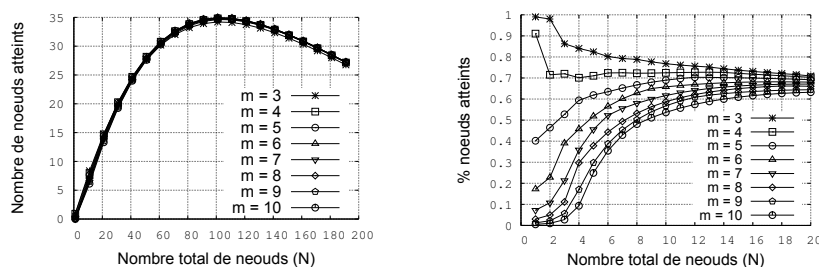 Nombre de noeuds atteints
35
30
25
20
15
10
5
0
m = 3
m = 4
m = 5
m = 6
m = 7
m = 8
m = 9
m = 10
0 20 40 60 80 100 120 140 160 180 200
Nombre total de neouds (N)
% noeuds atteints
1
0.9
0.8
0.7
0.6
0.5
0.4
0.3
0.2
0.1
0
m = 3
m = 4
m = 5
m = 6
m = 7
m = 8
m = 9
m = 10
0 2 4 6 8 10 12 14 16 18 20
Nombre total de neouds (N)